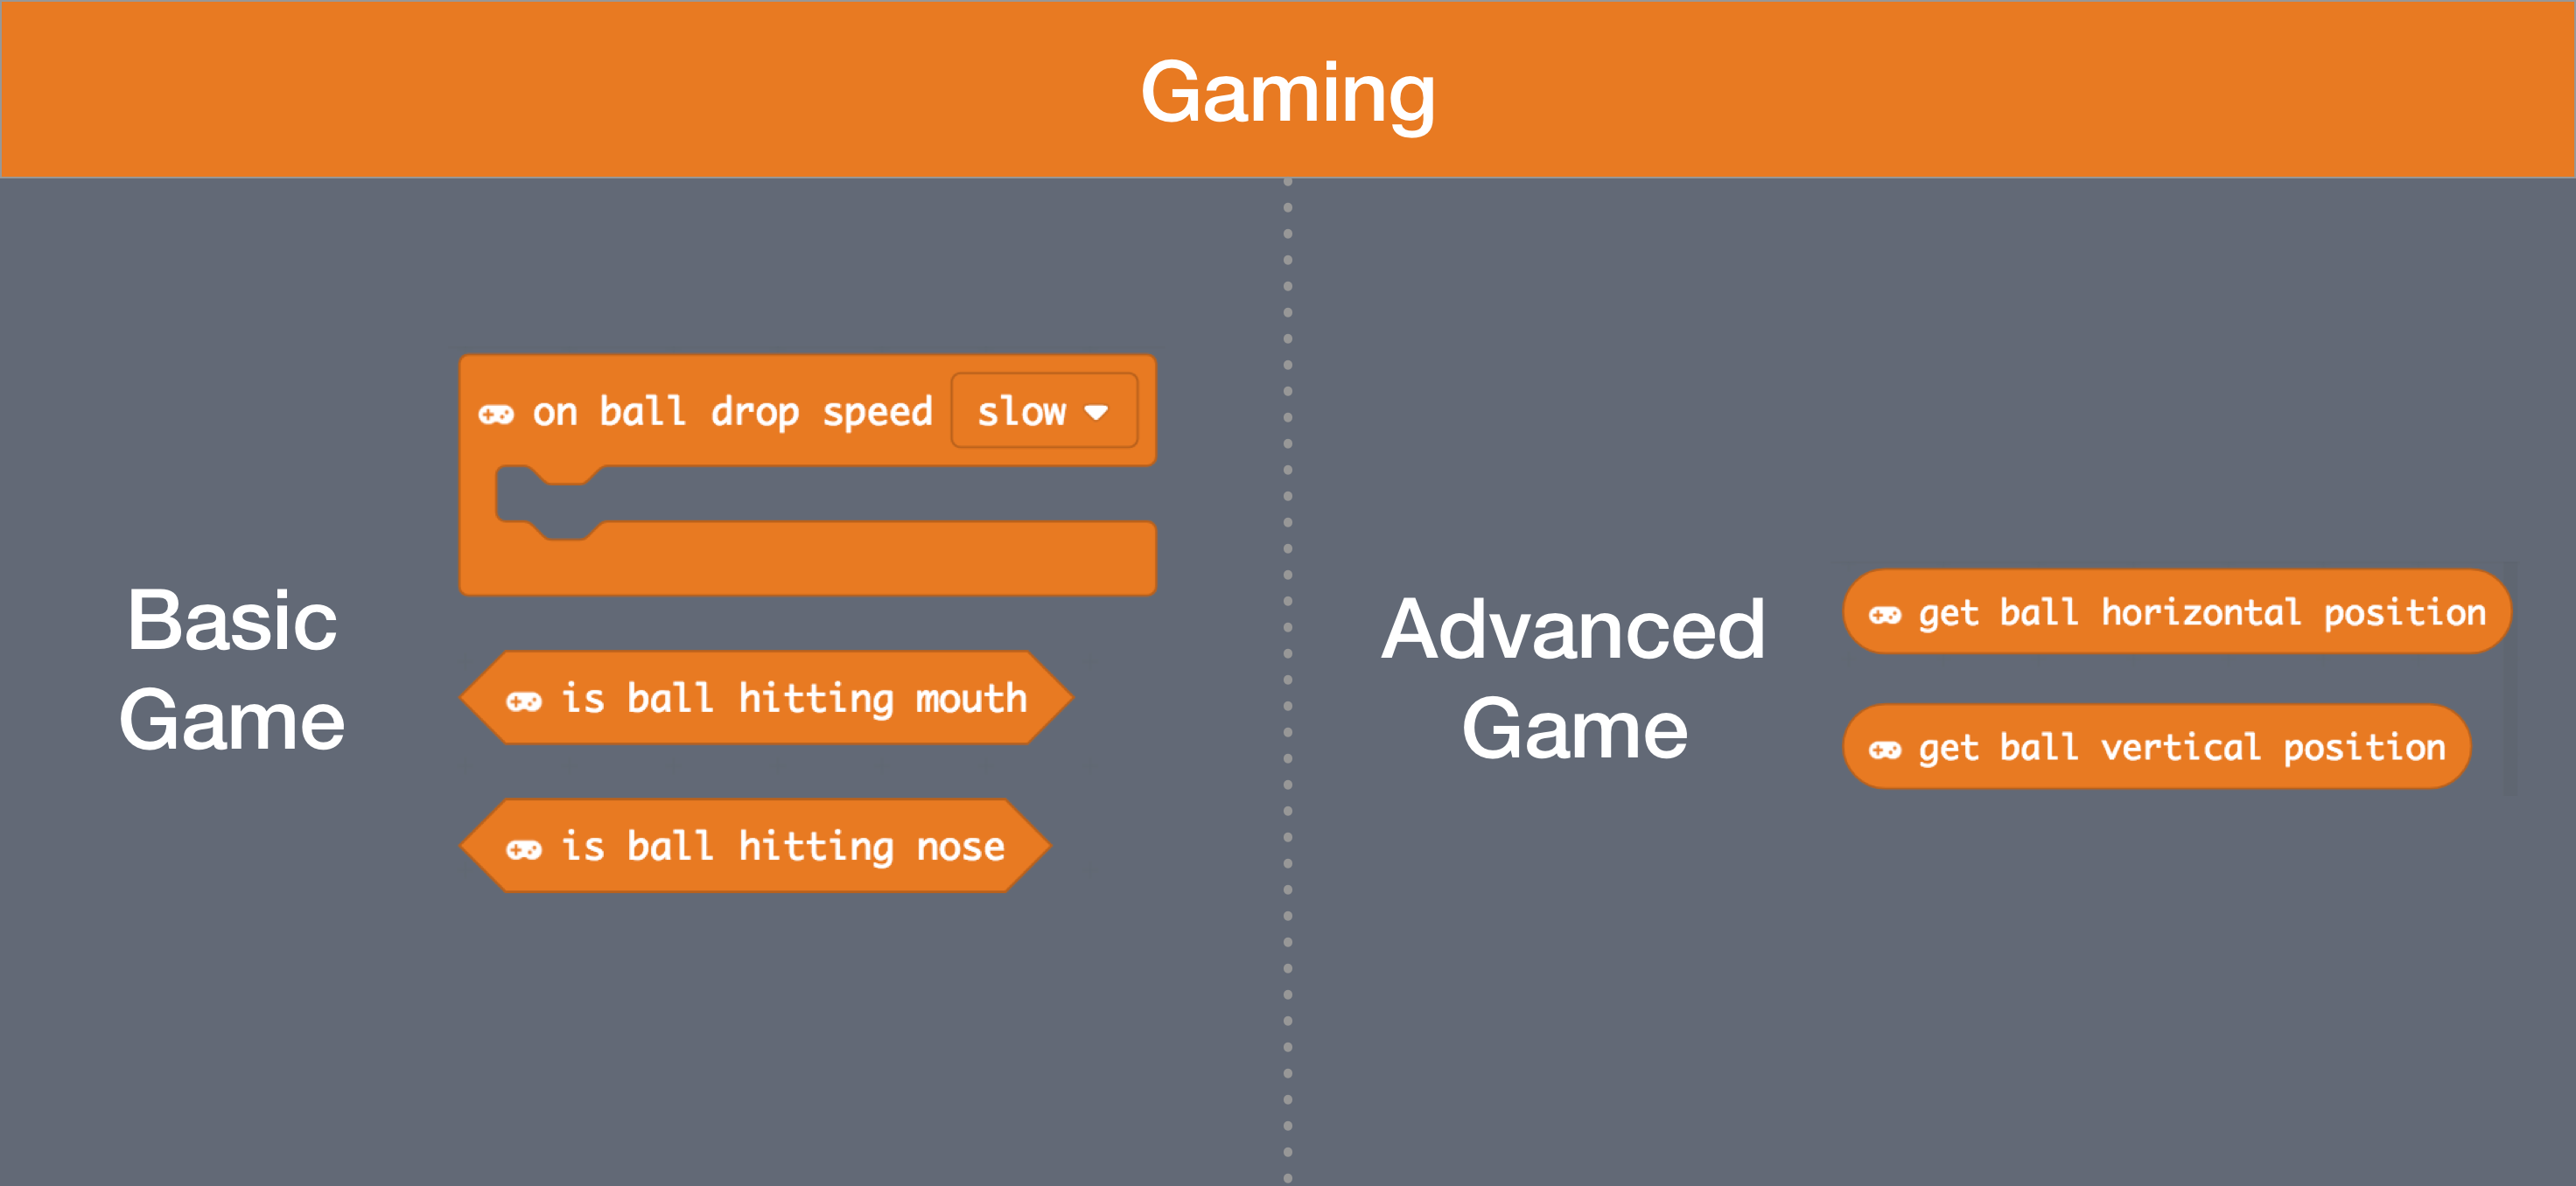 Gaming
Basic
Game
on ball drop speed slow
is ball hitting mouth
is ball hitting nose
Advanced
Game
get ball horizontal position
get ball vertical position